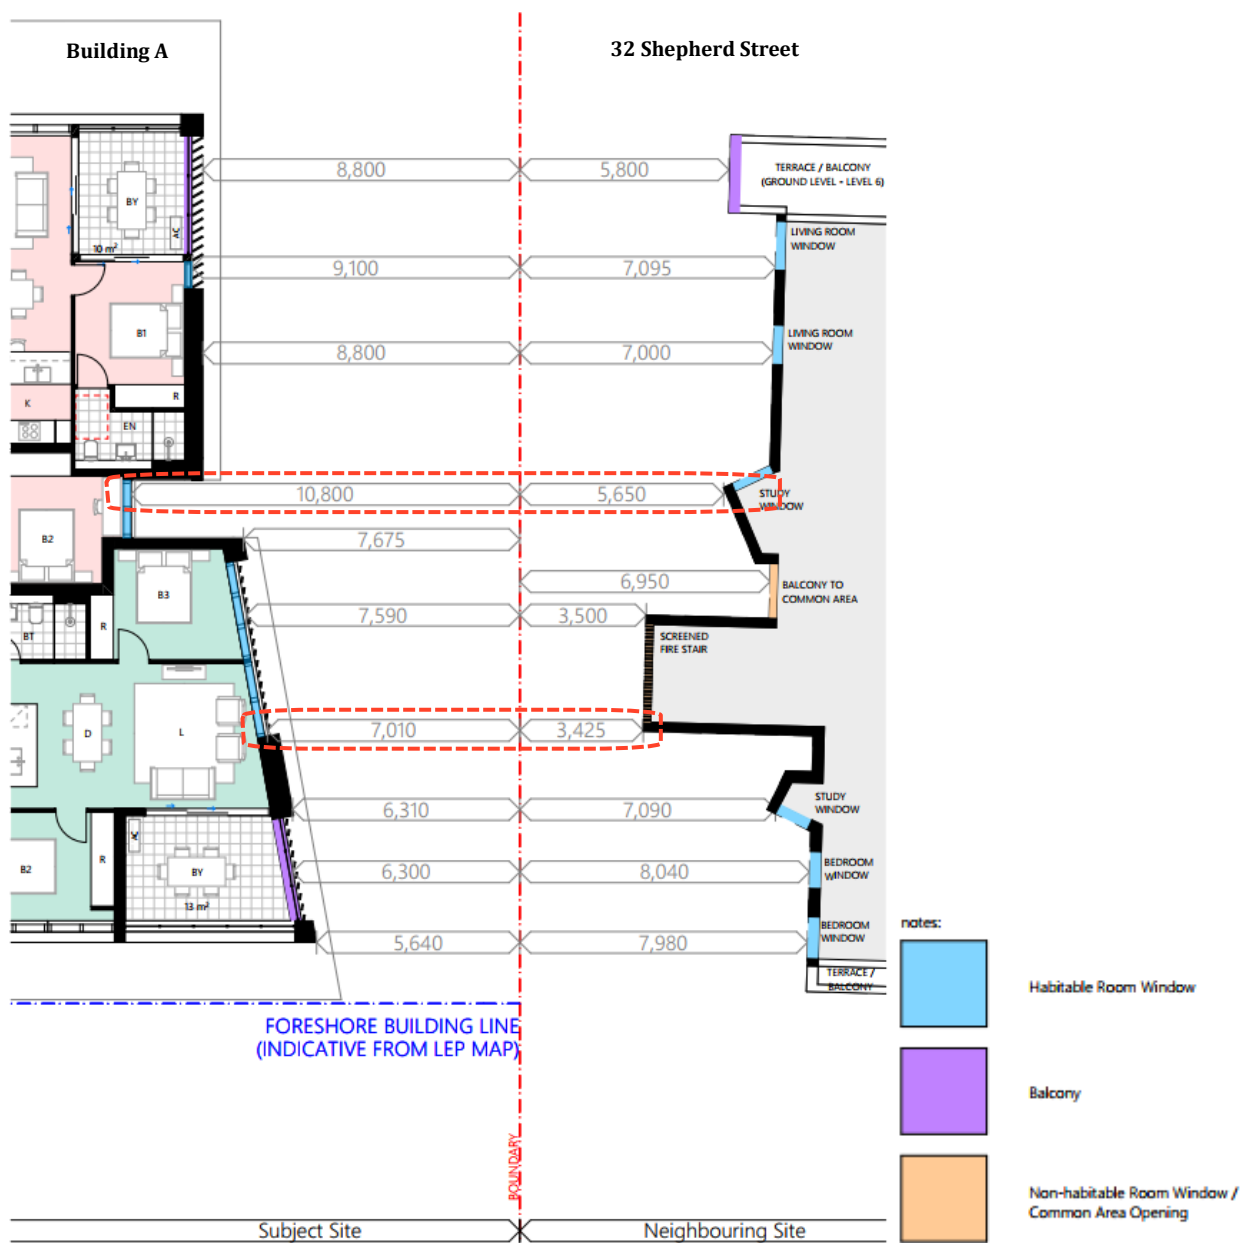 Building A
32 Shepherd Street
8,800
5,800
TERRACE / BALCONY
(GROUND LEVEL - LEVEL 6)
BY
AC
10 m²
LIVING ROOM
WINDOW
9,100
7,095
B1
LIVING ROOM
WINDOW
8,800
7,000
R
K
EN
10,800
5,650
STUDY
WINDOW
B2
7,675
6,950
BALCONY TO
COMMON AREA
B3
7,590
3,500
R
BT
SCREENED
FIRE STAIR
D
L
7,010
3,425
6,310
7,090
STUDY
WINDOW
AC
B2
R
BY
6,300
8,040
BEDROOM
WINDOW
13 m²
5,640
7,980
BEDROOM
WINDOW
TERRACE /
BALCONY
FORESHORE BUILDING LINE
(INDICATIVE FROM LEP MAP)
BOUNDARY
Subject Site
Neighbouring Site
notes:
Habitable Room Window
Balcony
Non-habitable Room Window /
Common Area Opening